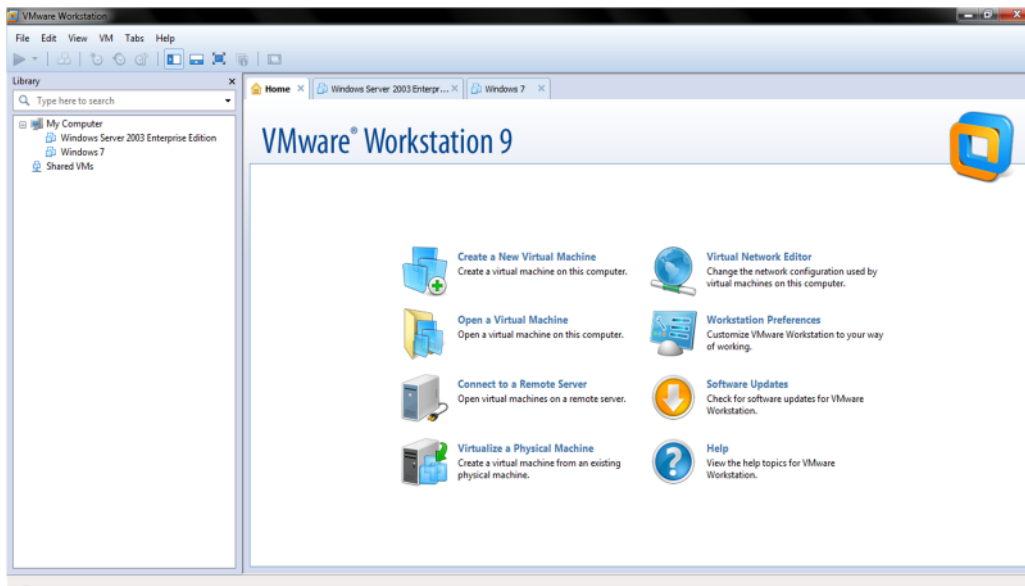 VMware Workstation
File Edit View VM Tabs Help
Library
Type here to search
My Computer
Windows Server 2003 Enterprise Edition
Windows 7
Shared VMs
Home
Windows Server 2003 Enterpr...
Windows 7
VMware® Workstation 9
Create a New Virtual Machine
Create a virtual machine on this computer.
Open a Virtual Machine
Open a virtual machine on this computer.
Connect to a Remote Server
Open virtual machines on a remote server.
Virtualize a Physical Machine
Create a virtual machine from an existing
physical machine.
Virtual Network Editor
Change the network configuration used by
virtual machines on this computer.
Workstation Preferences
Customize VMware Workstation to your way
of working.
Software Updates
Check for software updates for VMware
Workstation.
Help
View the help topics for VMware
Workstation.